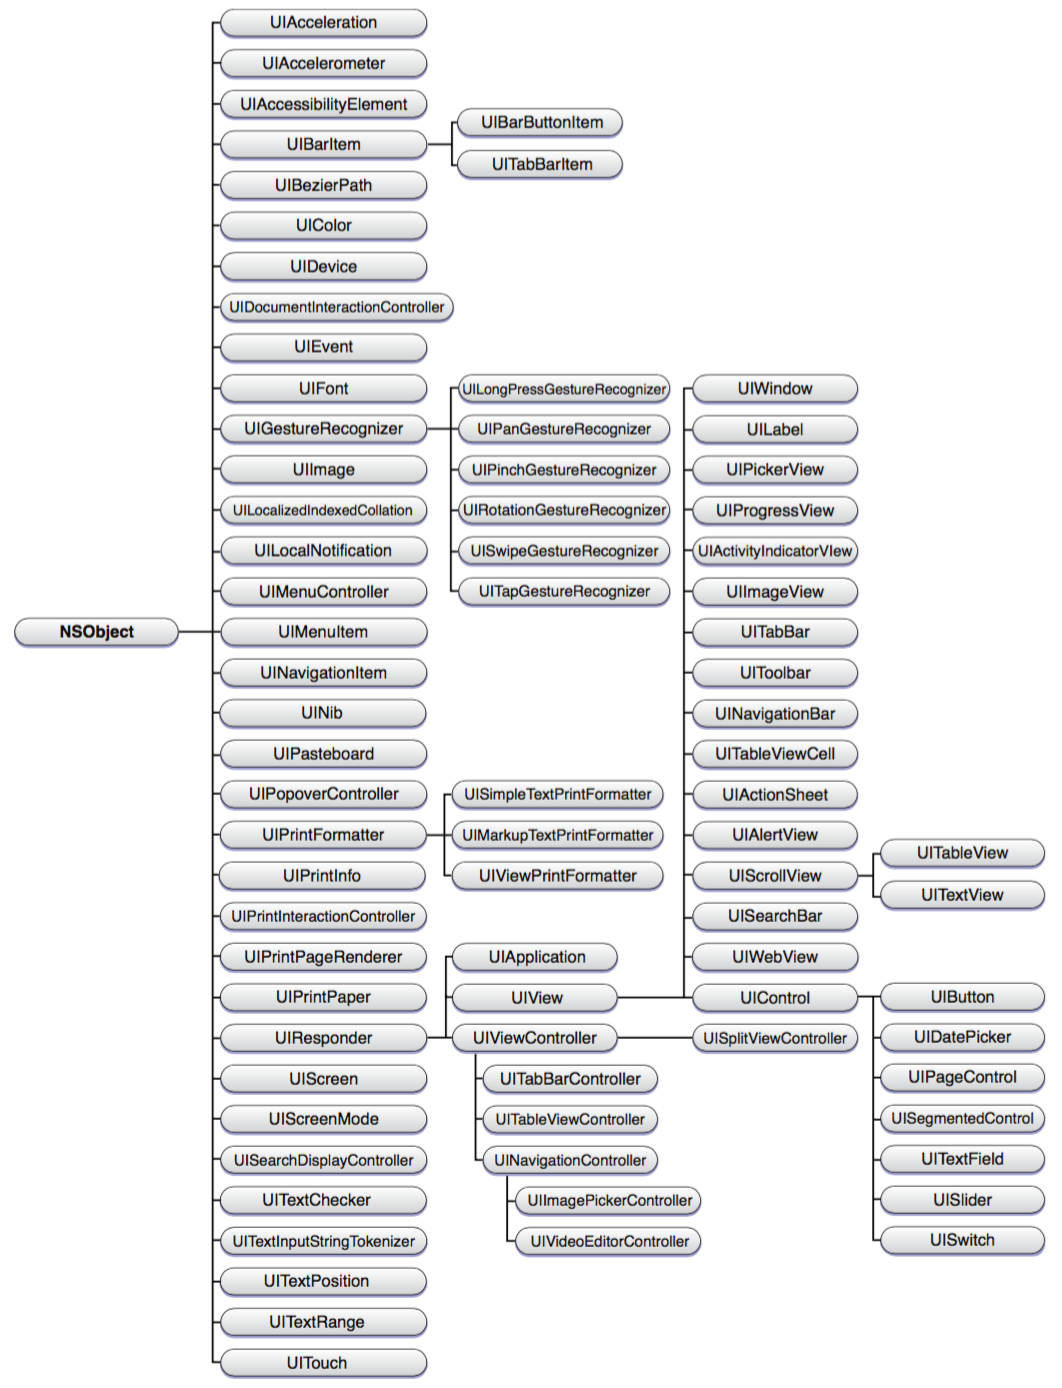 UIAcceleration
UIAccelerometer
UIAccessibilityElement
UIBarItem
UIBarButtonItem
UITabBarItem
UIBezierPath
UIColor
UIDevice
UIDocumentInteractionController
UIEvent
UIFont
UIGestureRecognizer
UILongPressGestureRecognizer
UIPanGestureRecognizer
UIPinchGestureRecognizer
UIRotationGestureRecognizer
UISwipeGestureRecognizer
UITapGestureRecognizer
UIImage
UILocalizedIndexedCollation
UILocalNotification
UIMenuController
NSObject
UIMenuItem
UINavigationItem
UINib
UIPasteboard
UIPopoverController
UIPrintFormatter
UISimpleTextPrintFormatter
UIMarkupTextPrintFormatter
UIViewPrintFormatter
UIPrintInfo
UIPrintInteractionController
UIPrintPageRenderer
UIPrintPaper
UIResponder
UIApplication
UIView
UIWindow
UILabel
UIPickerView
UIProgressView
UIActivityIndicatorVIew
UIImageView
UITabBar
UIToolbar
UINavigationBar
UITableViewCell
UIActionSheet
UIAlertView
UIScrollView
UITableView
UITextView
UISearchBar
UIWebView
UIControl
UIButton
UIDatePicker
UIPageControl
UISegmentedControl
UITextField
UISlider
UISwitch
UIViewController
UISplitViewController
UITabBarController
UITableViewController
UINavigationController
UIImagePickerController
UIVideoEditorController
UIScreen
UIScreenMode
UISearchDisplayController
UITextChecker
UITextInputStringTokenizer
UITextPosition
UITextRange
UITouch